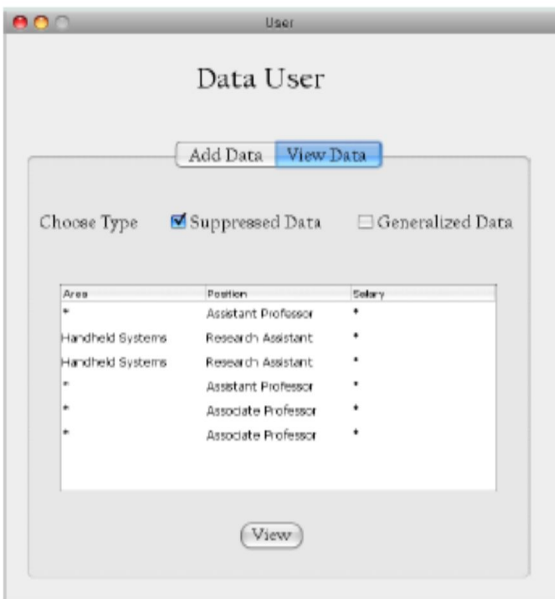 User
Data User
Add Data View Data
Choose Type Suppressed Data Generalized Data
Area Position Salary
* Assistant Professor *
Handheld Systems Research Assistant *
Handheld Systems Research Assistant *
* Assistant Professor *
* Associate Professor *
* Associate Professor *
View